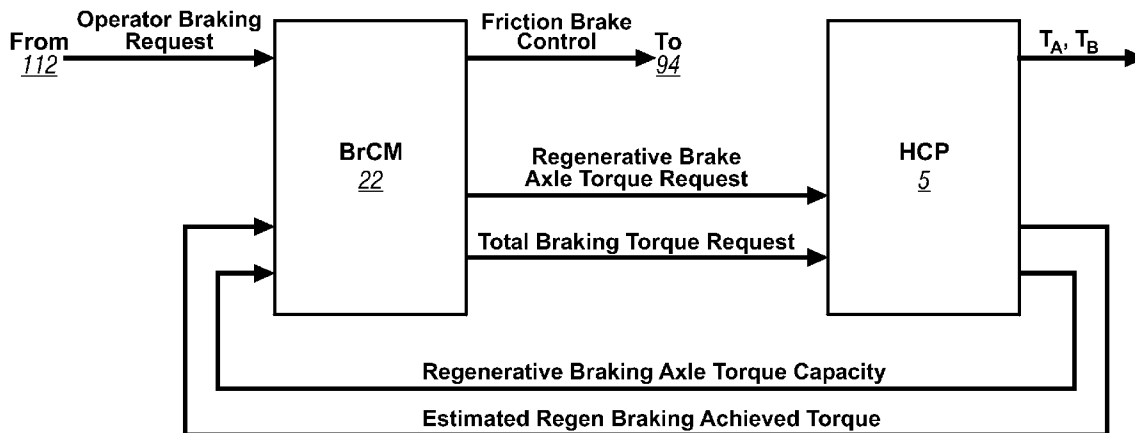 Operator Braking
Request
From
112
Friction Brake
Control
To
94
T_A, T_B
BrCM
22
HCP
5
Regenerative Brake
Axle Torque Request
Total Braking Torque Request
Regenerative Braking Axle Torque Capacity
Estimated Regen Braking Achieved Torque